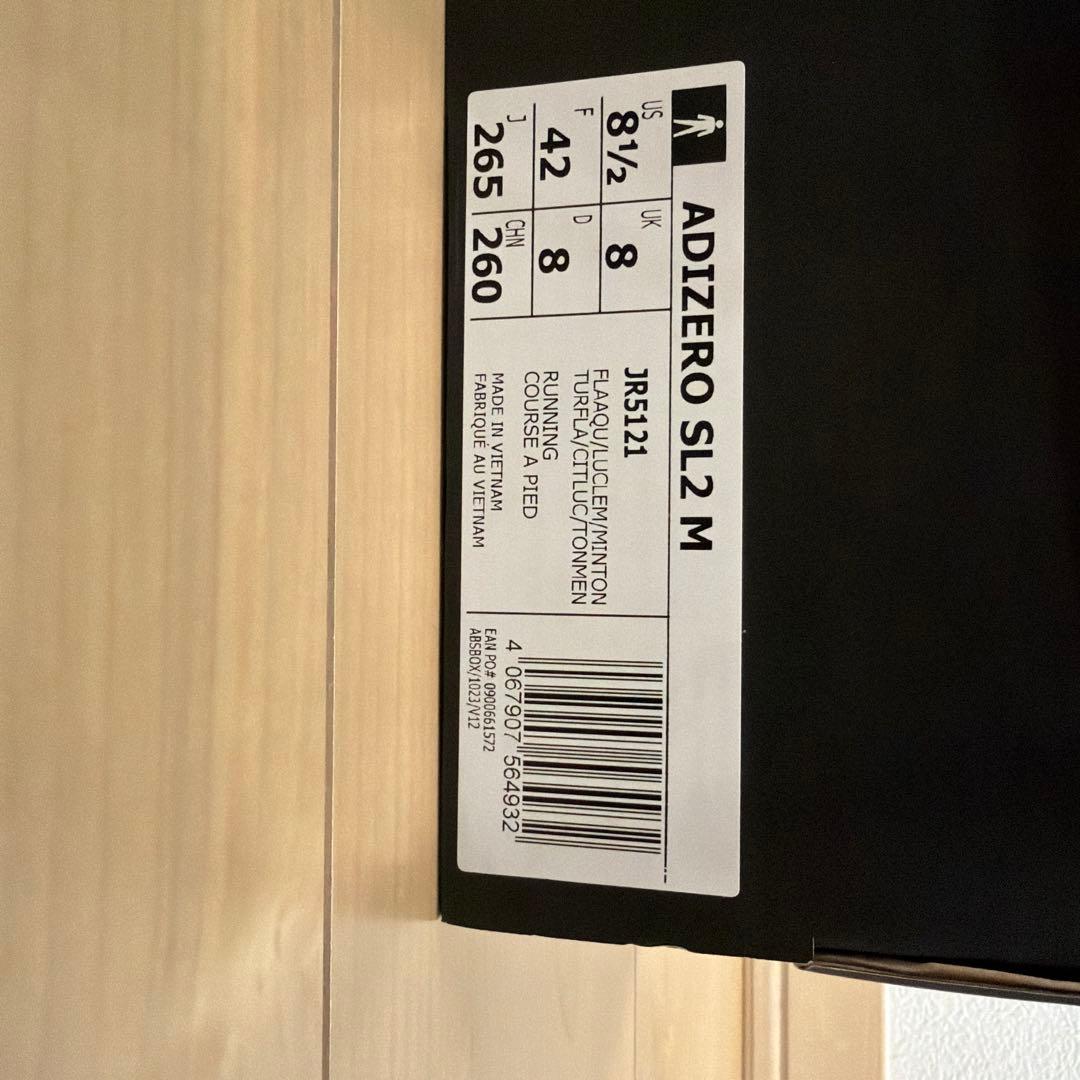 ADIZERO SL2 M
US 8½ UK 8
F 42 D 8
J 265 CHN 260
JR5121
FLAAQU/LUCLEM/MINTON
TURFLA/CITLUC/TONMEN
RUNNING
COURSE A PIED
MADE IN VIETNAM
FABRIQUÉ AU VIETNAM
4 067907 564932
EAN PO# 0900661572
ABSBOX/1023/V12